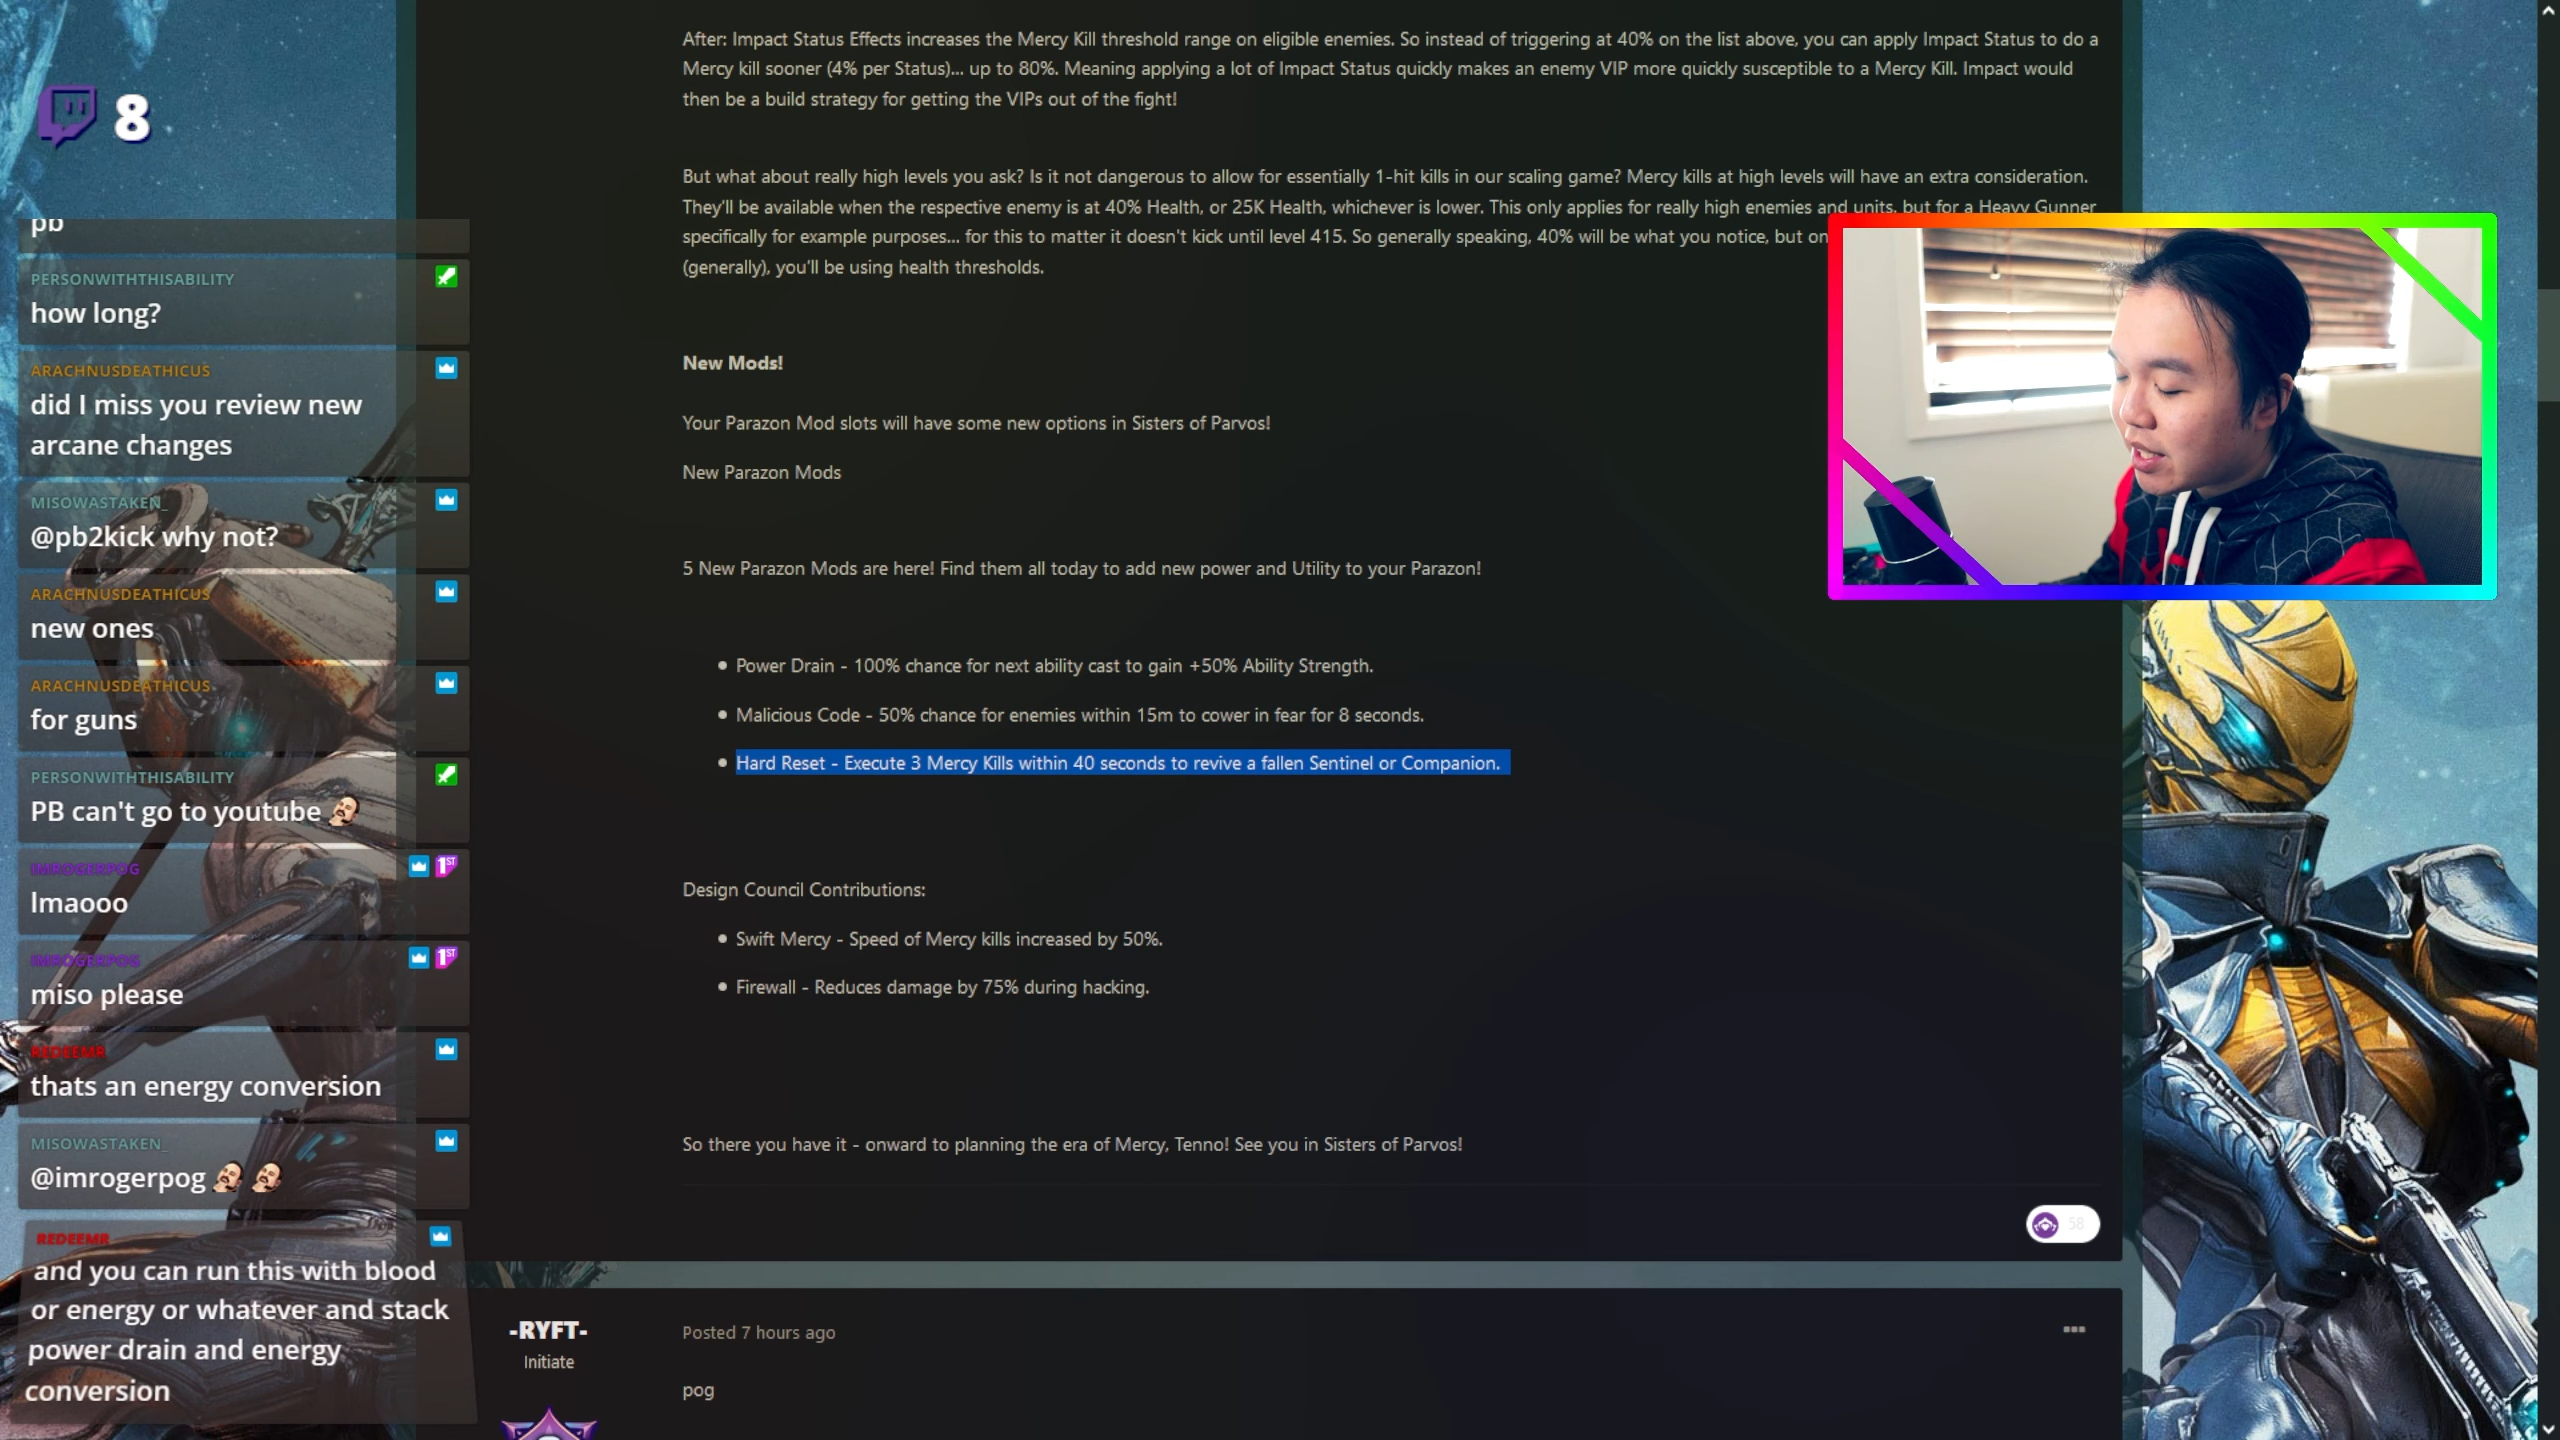 8
pb
PERSONWITHTHISABILITY
how long?
ARACHNUSDEATHICUS
did I miss you review new
arcane changes
MISOWASTAKEN_
@pb2kick why not?
ARACHNUSDEATHICUS
new ones
ARACHNUSDEATHICUS
for guns
PERSONWITHTHISABILITY
PB can't go to youtube
IMROGERPOG
1ST
lmaooo
IMROGERPOG
1ST
miso please
REDEEMR
thats an energy conversion
MISOWASTAKEN_
@imrogerpog
REDEEMR
and you can run this with blood
or energy or whatever and stack
power drain and energy
conversion
After: Impact Status Effects increases the Mercy Kill threshold range on eligible enemies. So instead of triggering at 40% on the list above, you can apply Impact Status to do a
Mercy kill sooner (4% per Status)... up to 80%. Meaning applying a lot of Impact Status quickly makes an enemy VIP more quickly susceptible to a Mercy Kill. Impact would
then be a build strategy for getting the VIPs out of the fight!
But what about really high levels you ask? Is it not dangerous to allow for essentially 1-hit kills in our scaling game? Mercy kills at high levels will have an extra consideration.
They'll be available when the respective enemy is at 40% Health, or 25K Health, whichever is lower. This only applies for really high enemies and units, but for a Heavy Gunner
specifically for example purposes... for this to matter it doesn't kick until level 415. So generally speaking, 40% will be what you notice, but on
(generally), you'll be using health thresholds.
New Mods!
Your Parazon Mod slots will have some new options in Sisters of Parvos!
New Parazon Mods
5 New Parazon Mods are here! Find them all today to add new power and Utility to your Parazon!
Power Drain - 100% chance for next ability cast to gain +50% Ability Strength.
Malicious Code - 50% chance for enemies within 15m to cower in fear for 8 seconds.
Hard Reset - Execute 3 Mercy Kills within 40 seconds to revive a fallen Sentinel or Companion.
Design Council Contributions:
Swift Mercy - Speed of Mercy kills increased by 50%.
Firewall - Reduces damage by 75% during hacking.
So there you have it - onward to planning the era of Mercy, Tenno! See you in Sisters of Parvos!
58
-RYFT-
Initiate
Posted 7 hours ago
pog